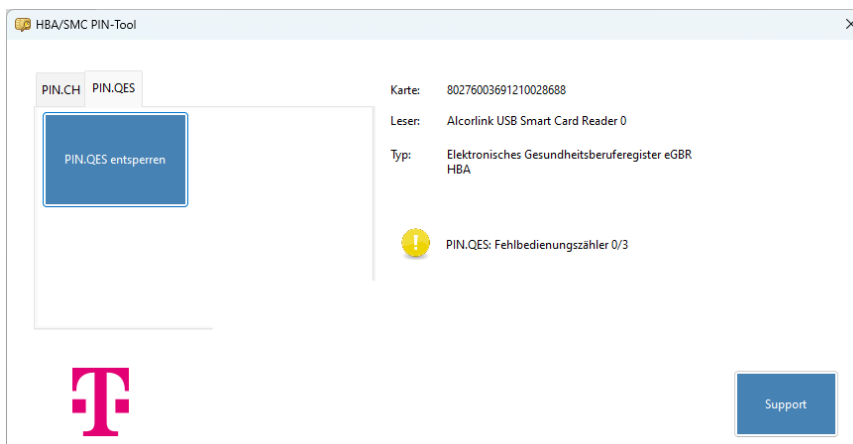 HBA/SMC PIN-Tool
PIN.CH
PIN.QES
PIN.QES entsperren
Karte: 80276003691210028688
Leser: Alcorlink USB Smart Card Reader 0
Typ: Elektronisches Gesundheitsberuferegister eGBR
HBA
PIN.QES: Fehlbedienungszähler 0/3
T
Support